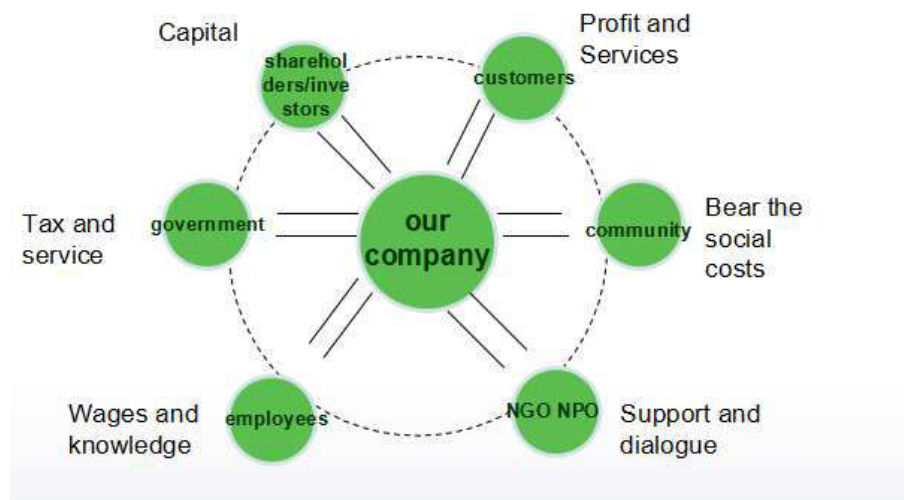 Capital
Profit and
Services
sharehol
ders/inve
stors
customers
Tax and
service
government
our
company
community
Bear the
social
costs
Wages and
knowledge
employees
NGO NPO
Support and
dialogue